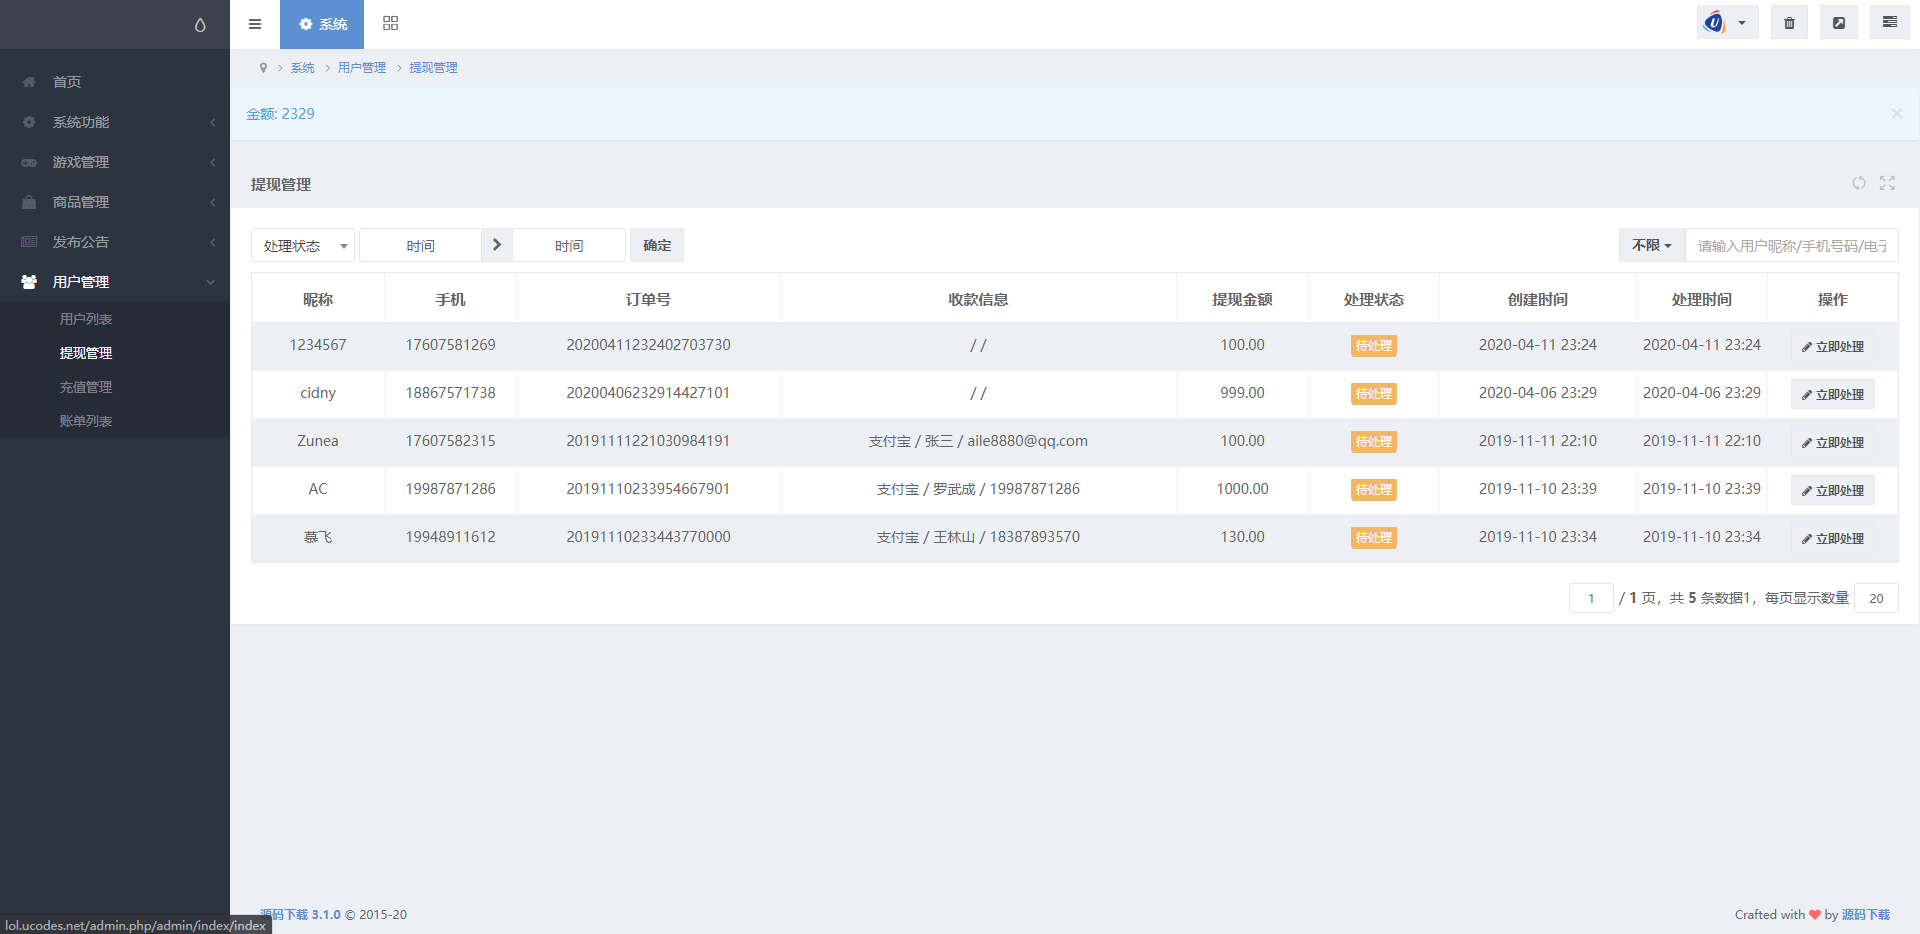 系统
系统 用户管理 提现管理
金额: 2329
首页
系统功能
游戏管理
商品管理
发布公告
用户管理
用户列表
提现管理
充值管理
账单列表
提现管理
处理状态 时间 时间 确定 不限 请输入用户昵称/手机号码/电子
昵称 手机 订单号 收款信息 提现金额 处理状态 创建时间 处理时间 操作
1234567 17607581269 20200411232402703730 / / 100.00 待处理 2020-04-11 23:24 2020-04-11 23:24 立即处理
cidny 18867571738 20200406232914427101 / / 999.00 待处理 2020-04-06 23:29 2020-04-06 23:29 立即处理
Zunea 17607582315 20191111221030984191 支付宝 / 张三 / aile8880@qq.com 100.00 待处理 2019-11-11 22:10 2019-11-11 22:10 立即处理
AC 19987871286 20191110233954667901 支付宝 / 罗武成 / 19987871286 1000.00 待处理 2019-11-10 23:39 2019-11-10 23:39 立即处理
慕飞 19948911612 20191110233443770000 支付宝 / 王林山 / 18387893570 130.00 待处理 2019-11-10 23:34 2019-11-10 23:34 立即处理
1 / 1 页，共 5 条数据1，每页显示数量 20
源码下载 3.1.0 © 2015-20
Crafted with ❤ by 源码下载
lol.ucodes.net/admin.php/admin/index/index